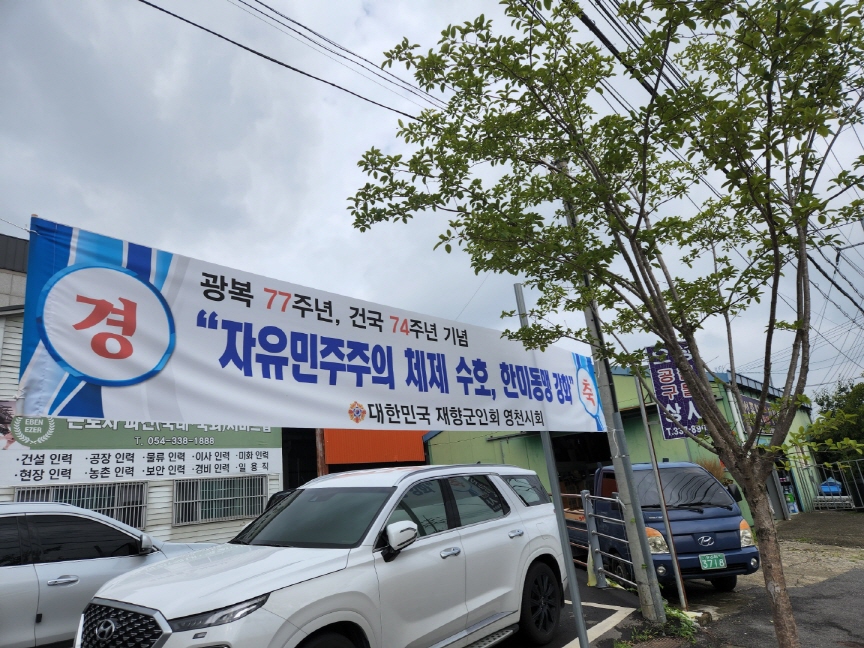 경
광복 77주년, 건국 74주년 기념
“자유민주주의 체제 수호, 한미동맹 강화”
대한민국 재향군인회 영천시회
축
EBEN
EZER
T. 054-338-1888
·건설 인력 ·공장 인력 ·물류 인력 ·이사 인력 ·미화 인력
·현장 인력 ·농촌 인력 ·보안 인력 ·경비 인력 ·일 용 직
공구
3718